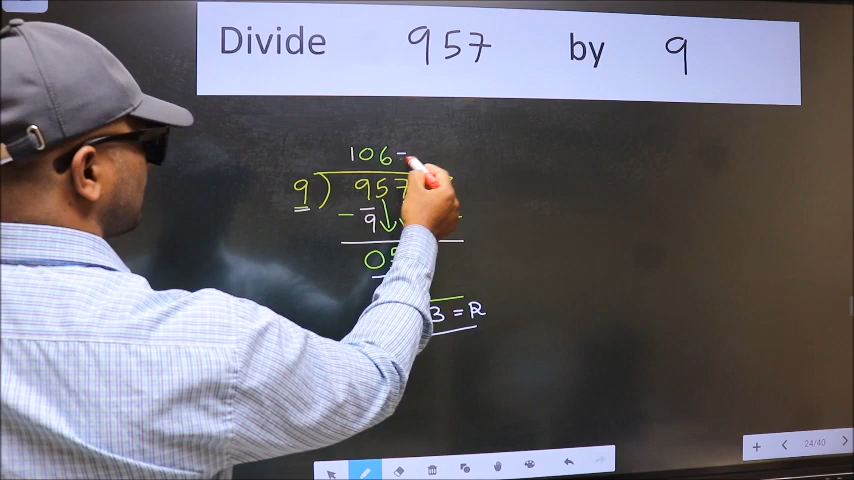 Divide 957 by 9
106 -
9 ) 957
- 9
05
3 = R
24/40